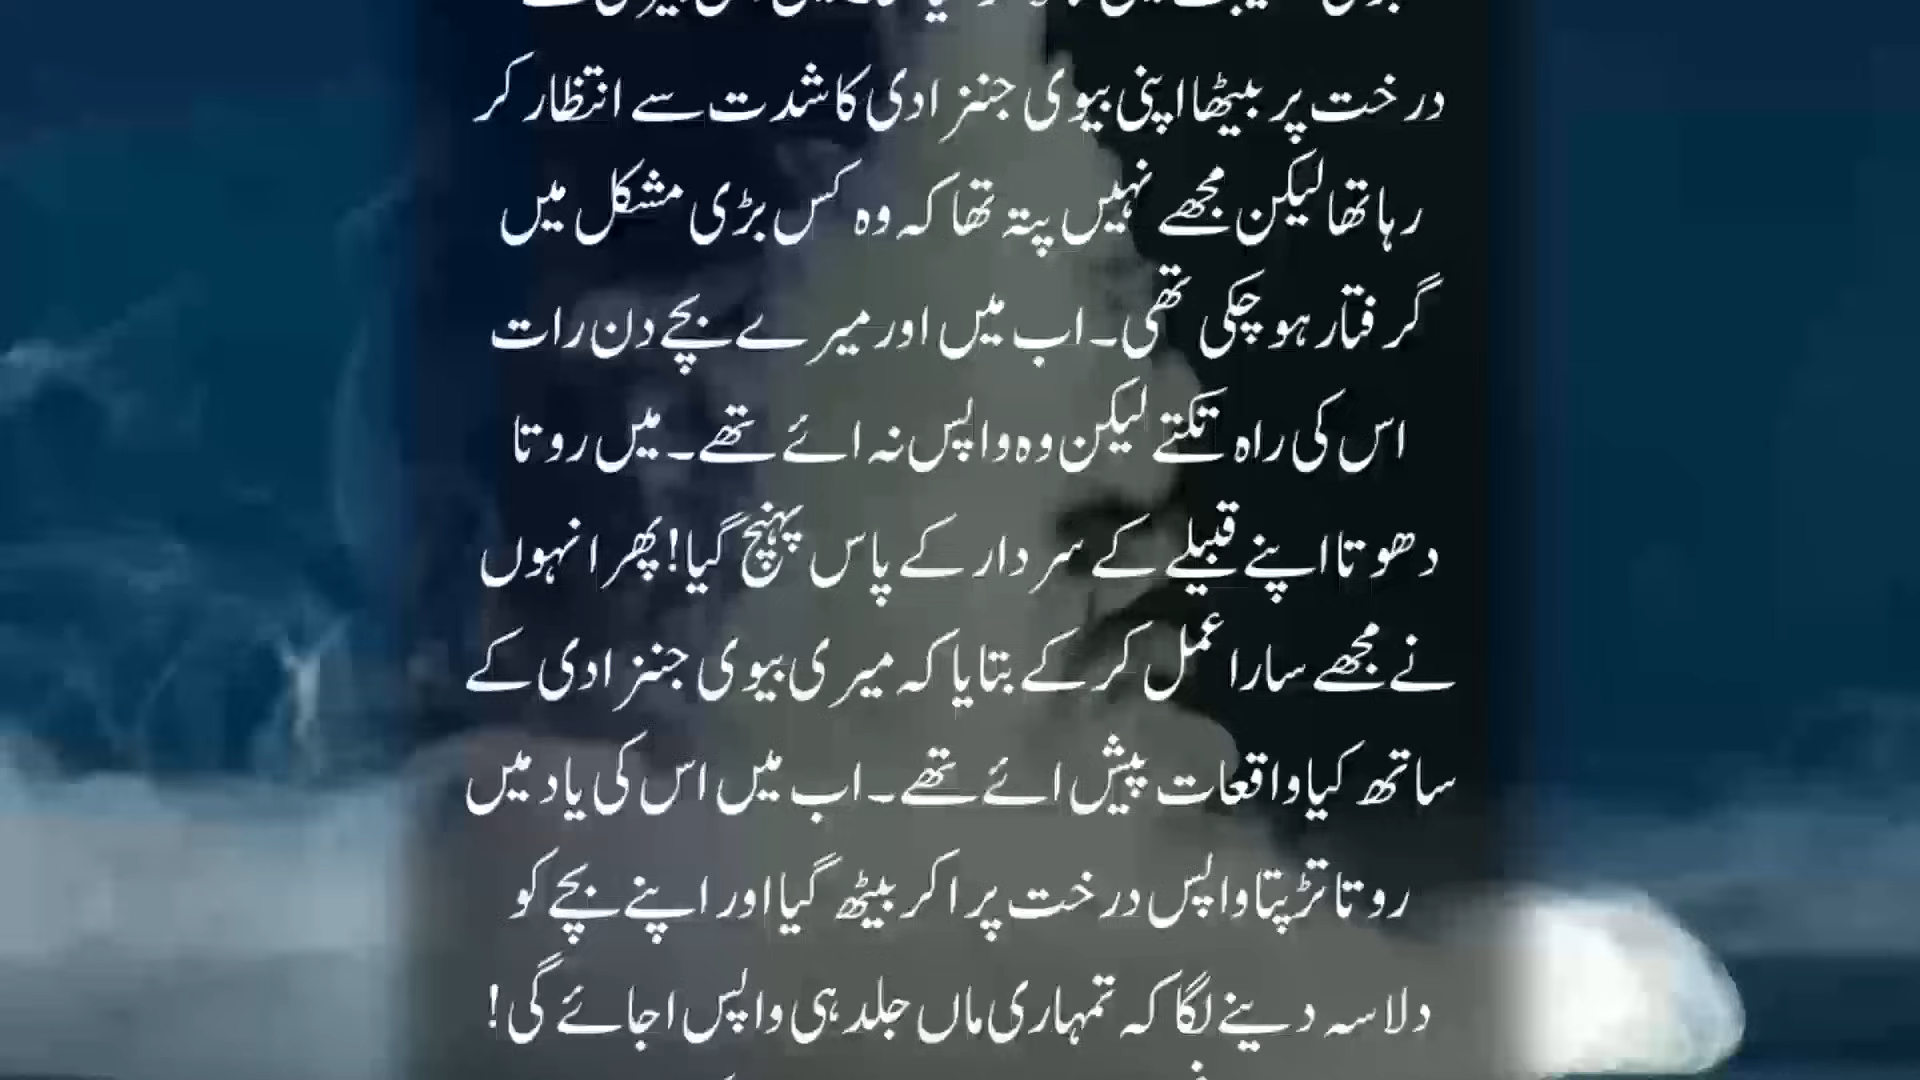 درخت پر بیٹھا اپنی بیوی جنزادی کا شدت سے انتظار کر
رہا تھا لیکن مجھے نہیں پتہ تھا کہ وہ کس بڑی مشکل میں
گرفتار ہو چکی تھی۔ اب میں اور میرے بچے دن رات
اس کی راہ تکتے لیکن وہ واپس نہ ائے تھے۔ میں روتا
دھوتا اپنے قبیلے کے سردار کے پاس پہنچ گیا! پھر انہوں
نے مجھے سارا عمل کر کے بتایا کہ میری بیوی جنزادی کے
ساتھ کیا واقعات پیش ائے تھے۔ اب میں اس کی یاد میں
روتا تڑپتا واپس درخت پر ا کر بیٹھ گیا اور اپنے بچے کو
دلاسہ دینے لگا کہ تمہاری ماں جلد ہی واپس اجائے گی!